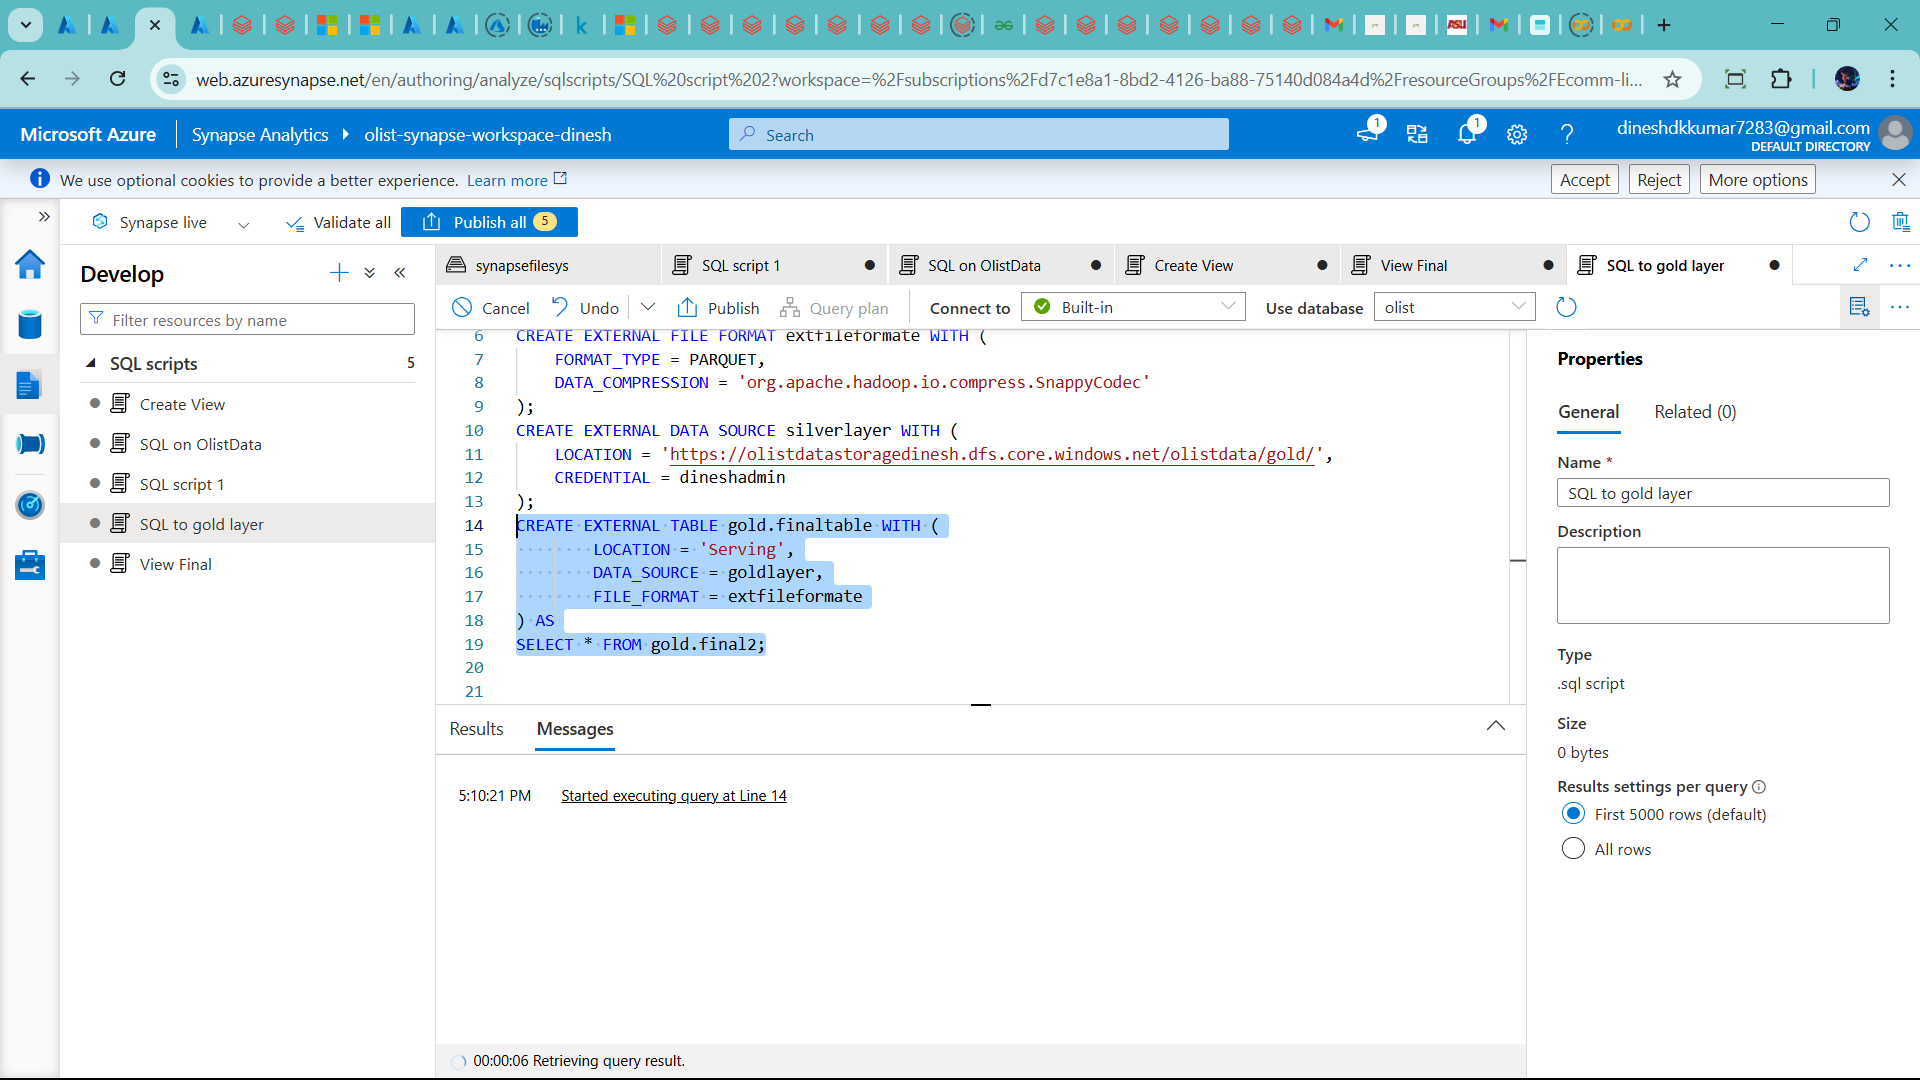 web.azuresynapse.net/en/authoring/analyze/sqlscripts/SQL%20script%202?workspace=%2Fsubscriptions%2Fd7c1e8a1-8bd2-4126-ba88-75140d084a4d%2FresourceGroups%2FEcomm-li...
Microsoft Azure
Synapse Analytics
olist-synapse-workspace-dinesh
Search
1
1
dineshdkkumar7283@gmail.com
DEFAULT DIRECTORY
We use optional cookies to provide a better experience. Learn more
Accept
Reject
More options
Synapse live
Validate all
Publish all 5
Develop
Filter resources by name
SQL scripts 5
Create View
SQL on OlistData
SQL script 1
SQL to gold layer
View Final
synapsefilesys
SQL script 1
SQL on OlistData
Create View
View Final
SQL to gold layer
Cancel
Undo
Publish
Query plan
Connect to
Built-in
Use database
olist
6 CREATE EXTERNAL FILE FORMAT extfileformate WITH (
7 FORMAT_TYPE = PARQUET,
8 DATA_COMPRESSION = 'org.apache.hadoop.io.compress.SnappyCodec'
9 );
10 CREATE EXTERNAL DATA SOURCE silverlayer WITH (
11 LOCATION = 'https://olistdatastoragedinesh.dfs.core.windows.net/olistdata/gold/',
12 CREDENTIAL = dineshadmin
13 );
14 CREATE EXTERNAL TABLE gold.finaltable WITH (
15 LOCATION = 'Serving',
16 DATA_SOURCE = goldlayer,
17 FILE_FORMAT = extfileformate
18 ) AS
19 SELECT * FROM gold.final2;
20
21
Results
Messages
5:10:21 PM Started executing query at Line 14
00:00:06 Retrieving query result.
Properties
General
Related (0)
Name *
SQL to gold layer
Description
Type
.sql script
Size
0 bytes
Results settings per query
First 5000 rows (default)
All rows